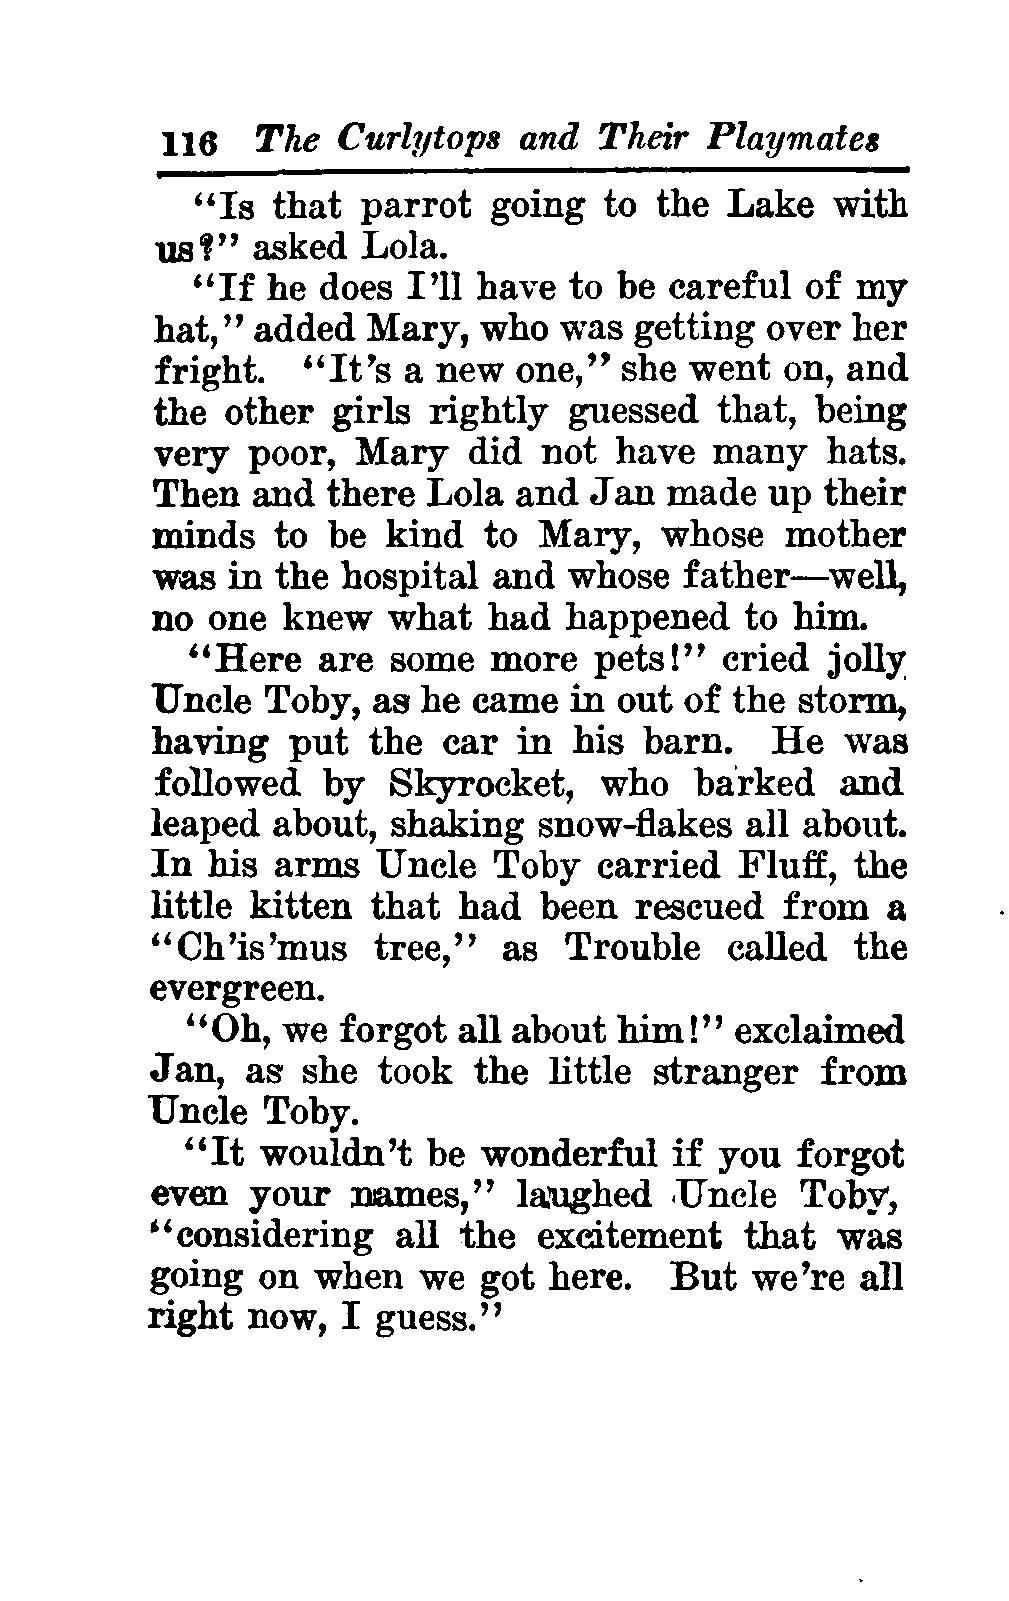 116 The Curlytops and Their Playmates
"Is that parrot going to the Lake with
us?" asked Lola.
"If he does I'll have to be careful of my
hat," added Mary, who was getting over her
fright. "It's a new one," she went on, and
the other girls rightly guessed that, being
very poor, Mary did not have many hats.
Then and there Lola and Jan made up their
minds to be kind to Mary, whose mother
was in the hospital and whose father—well,
no one knew what had happened to him.
"Here are some more pets!" cried jolly
Uncle Toby, as he came in out of the storm,
having put the car in his barn. He was
followed by Skyrocket, who barked and
leaped about, shaking snow-flakes all about.
In his arms Uncle Toby carried Fluff, the
little kitten that had been rescued from a
"Ch'is'mus tree," as Trouble called the
evergreen.
"Oh, we forgot all about him!" exclaimed
Jan, as she took the little stranger from
Uncle Toby.
"It wouldn't be wonderful if you forgot
even your names," laughed Uncle Toby,
"considering all the excitement that was
going on when we got here. But we're all
right now, I guess."